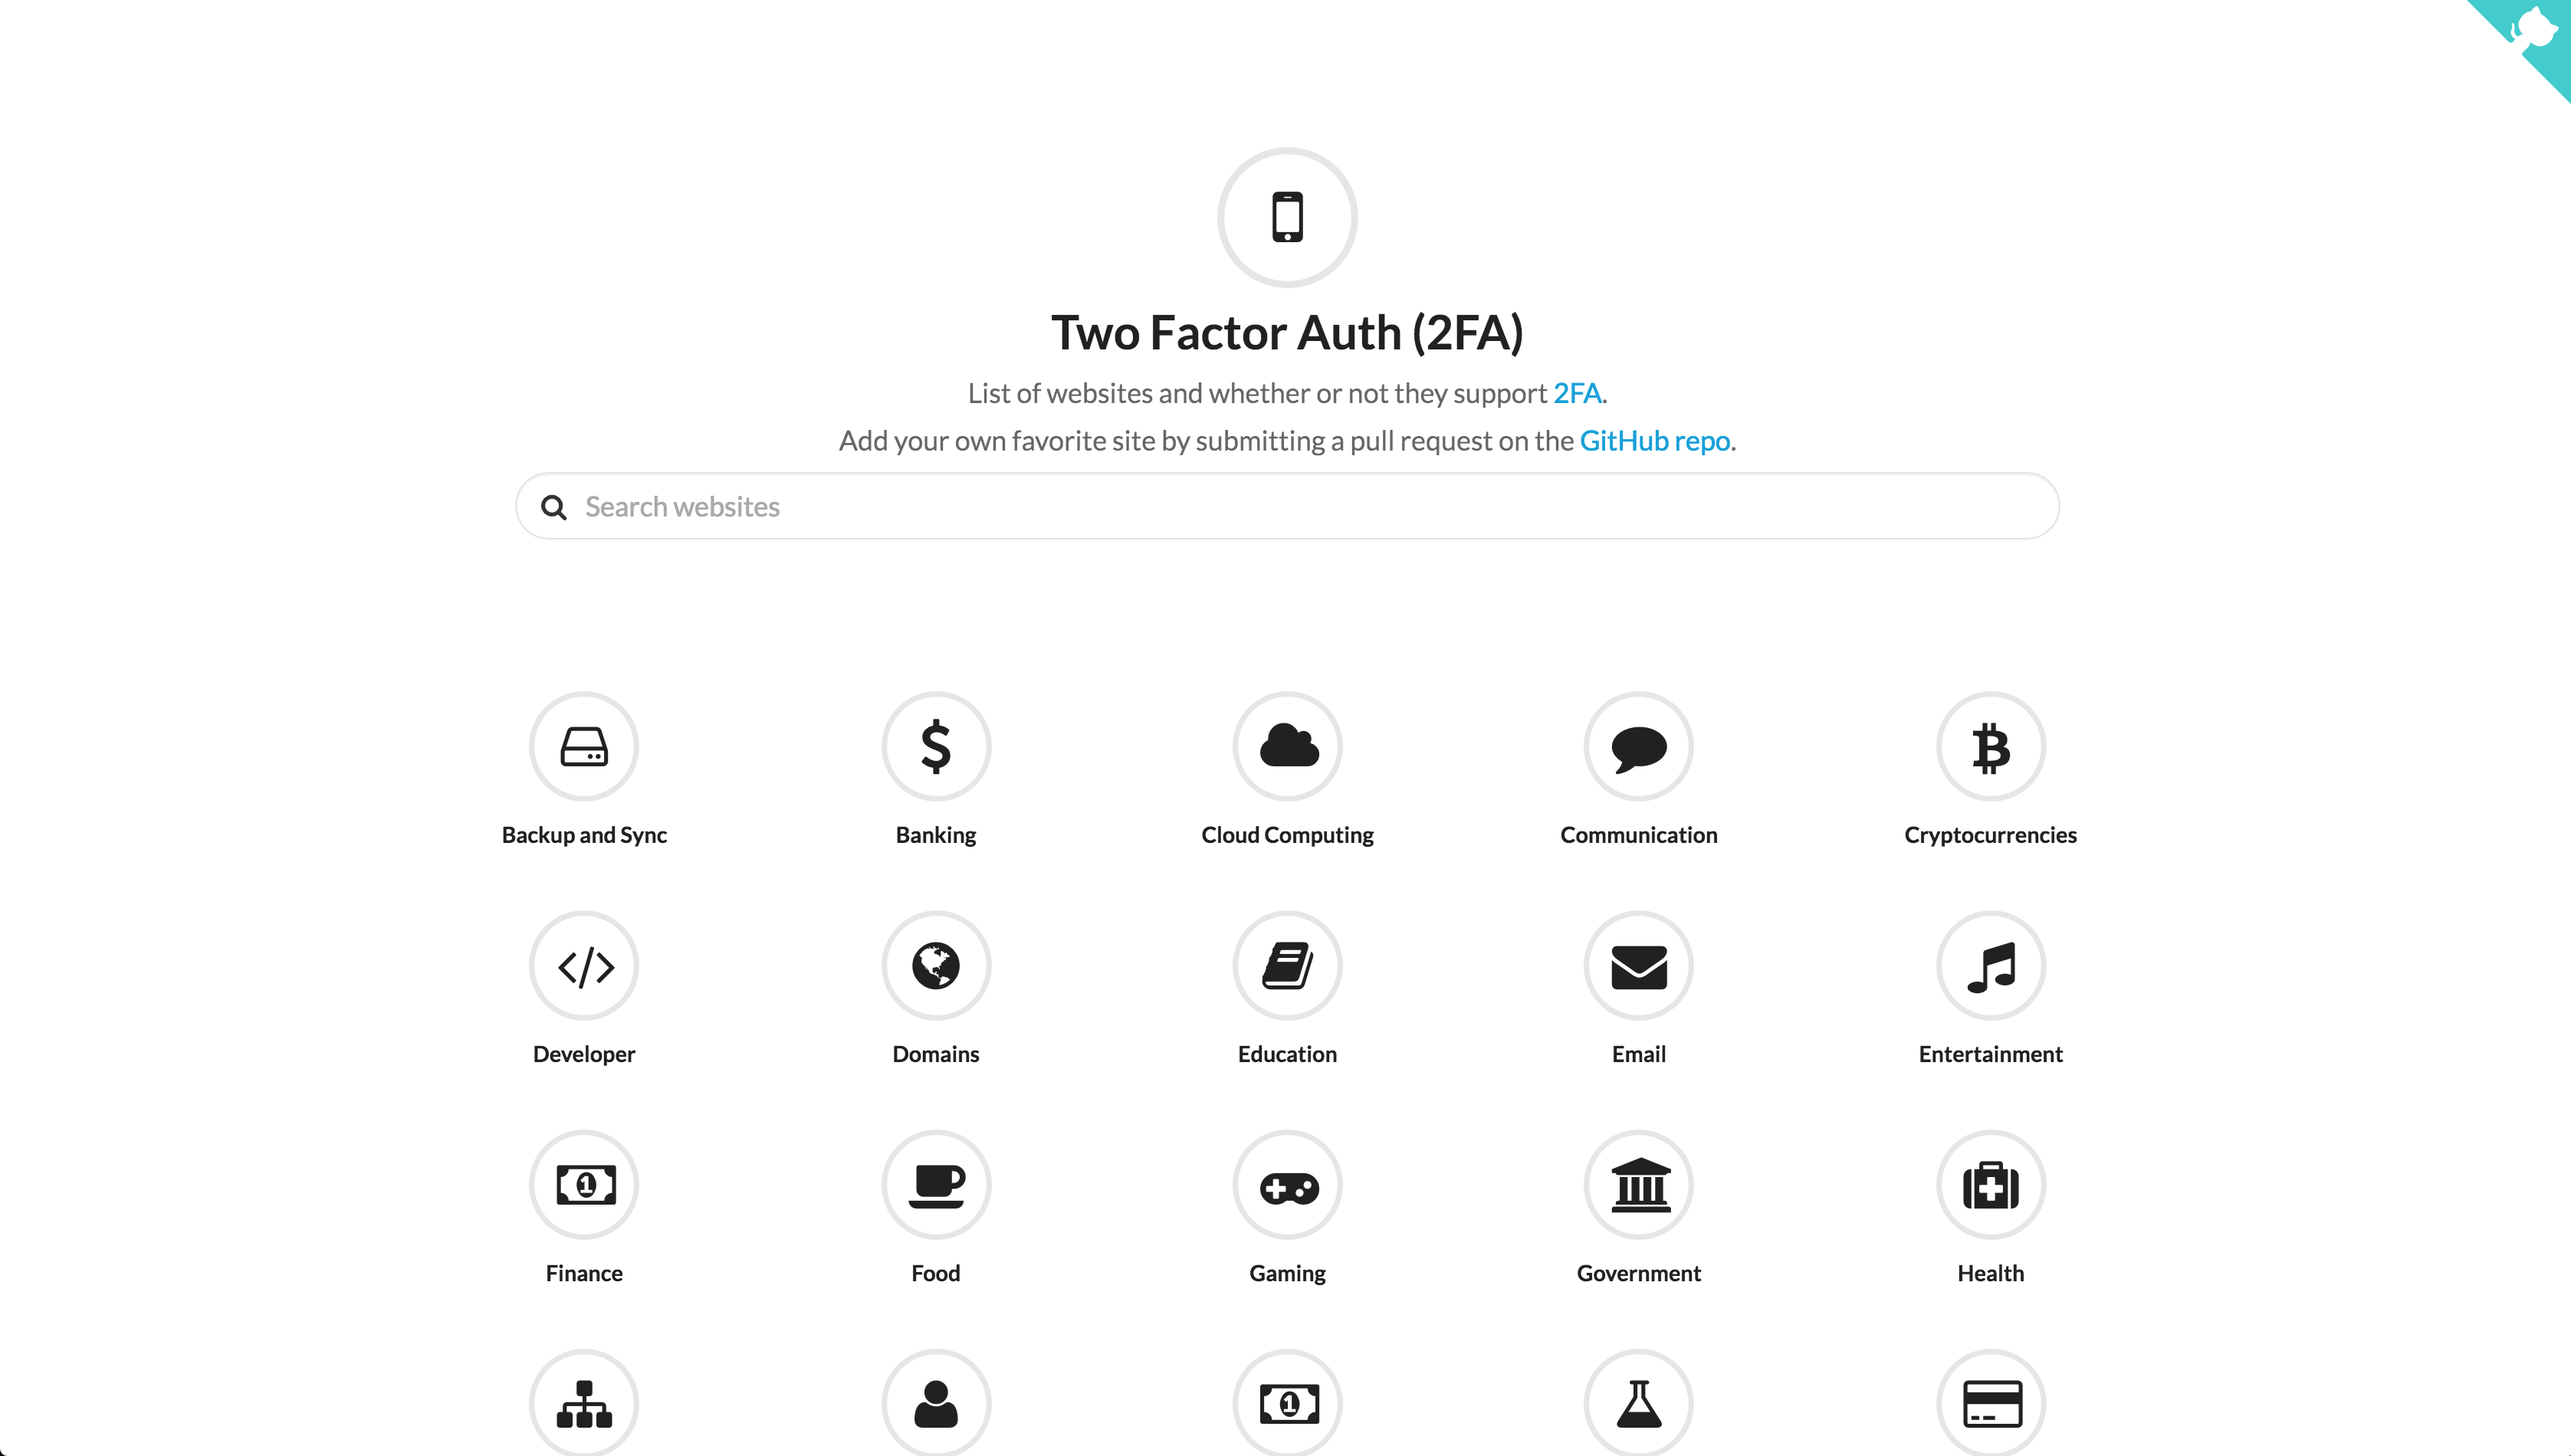 Two Factor Auth (2FA)
List of websites and whether or not they support 2FA.
Add your own favorite site by submitting a pull request on the GitHub repo.
Search websites
Backup and Sync
Banking
Cloud Computing
Communication
Cryptocurrencies
Developer
Domains
Education
Email
Entertainment
Finance
Food
Gaming
Government
Health